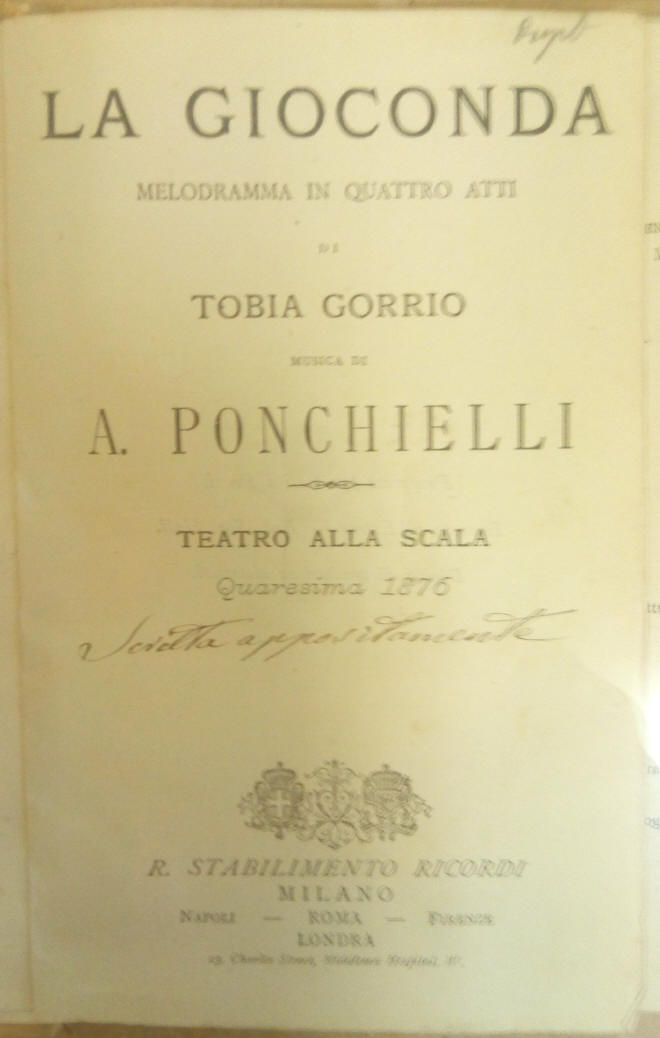 LA GIOCONDA
MELODRAMMA IN QUATTRO ATTI
DI
TOBIA GORRIO
MUSICA DI
A. PONCHIELLI
TEATRO ALLA SCALA
Quaresima 1876
Scritta appositamente
R. STABILIMENTO RICORDI
MILANO
NAPOLI — ROMA — FIRENZE
LONDRA